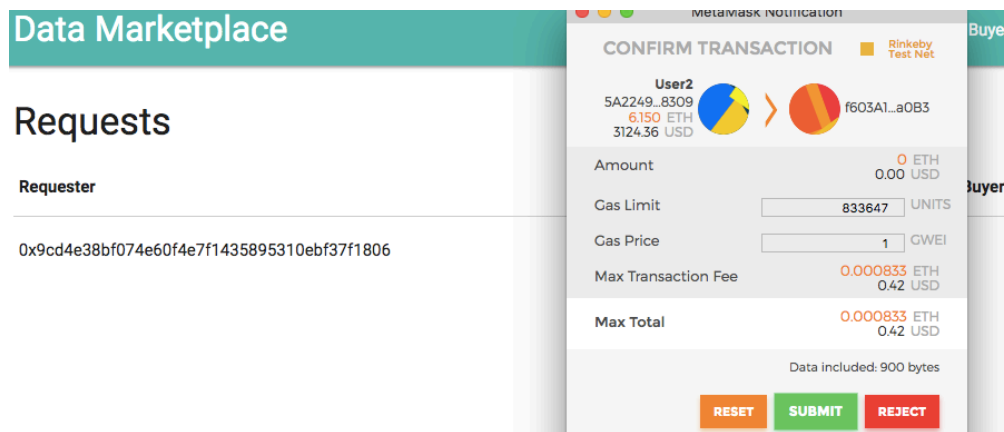 Data Marketplace
Requests
Requester
0x9cd4e38bf074e60f4e7f1435895310ebf37f1806
MetaMask Notification
CONFIRM TRANSACTION
Rinkeby
Test Net
User2
5A2249...8309
6.150 ETH
3124.36 USD
f603A1...a0B3
Amount
0 ETH
0.00 USD
Gas Limit
833647 UNITS
Gas Price
1 GWEI
Max Transaction Fee
0.000833 ETH
0.42 USD
Max Total
0.000833 ETH
0.42 USD
Data included: 900 bytes
RESET SUBMIT REJECT
Buye
Buyer